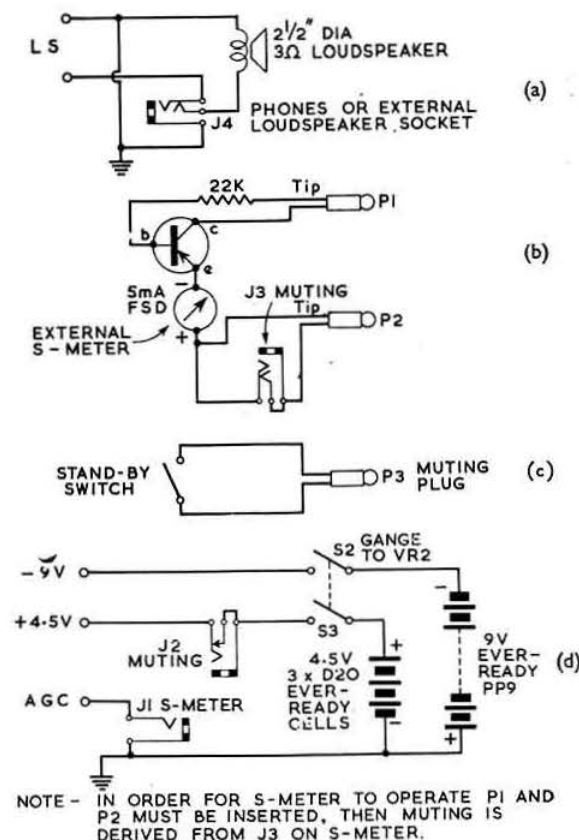 LS
2½" DIA
3Ω LOUDSPEAKER
PHONES OR EXTERNAL
LOUDSPEAKER SOCKET
J4
(a)
22K
Tip
P1
b
c
e
(b)
5mA
FSD
-
+
EXTERNAL
S-METER
J3 MUTING
Tip
P2
STAND-BY
SWITCH
P3 MUTING
PLUG
(c)
-9V
S2
GANGE
TO VR2
+4·5V
S3
J2
MUTING
AGC
J1 S-METER
+
4·5V
3 x D20
EVER-
READY
CELLS
-
-
9V
EVER-
READY
PP9
+
(d)
NOTE - IN ORDER FOR S-METER TO OPERATE P1 AND
P2 MUST BE INSERTED, THEN MUTING IS
DERIVED FROM J3 ON S-METER.